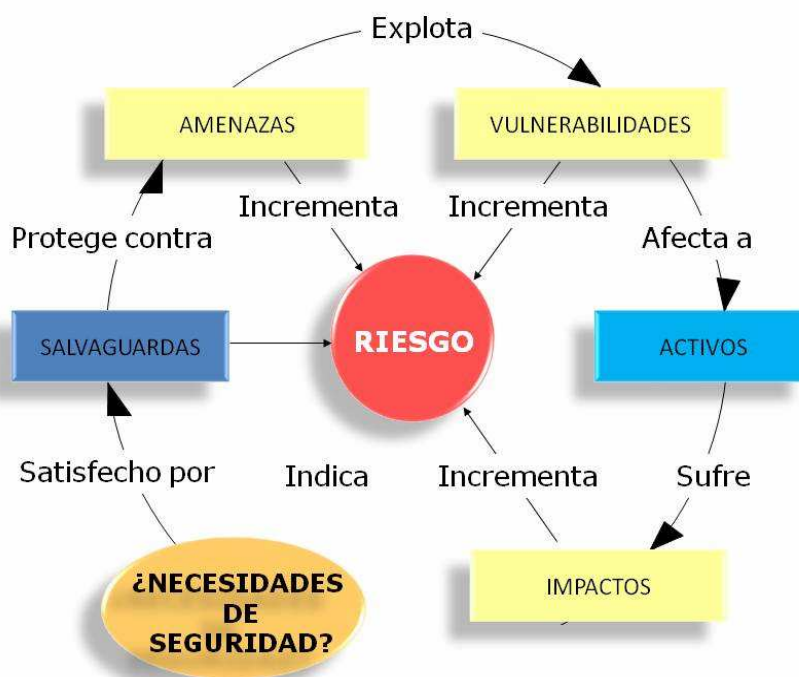 Explota
AMENAZAS
VULNERABILIDADES
Incrementa
Incrementa
Protege contra
Afecta a
SALVAGUARDAS
RIESGO
ACTIVOS
Satisfecho por
Indica
Incrementa
Sufre
¿NECESIDADES
DE
SEGURIDAD?
IMPACTOS